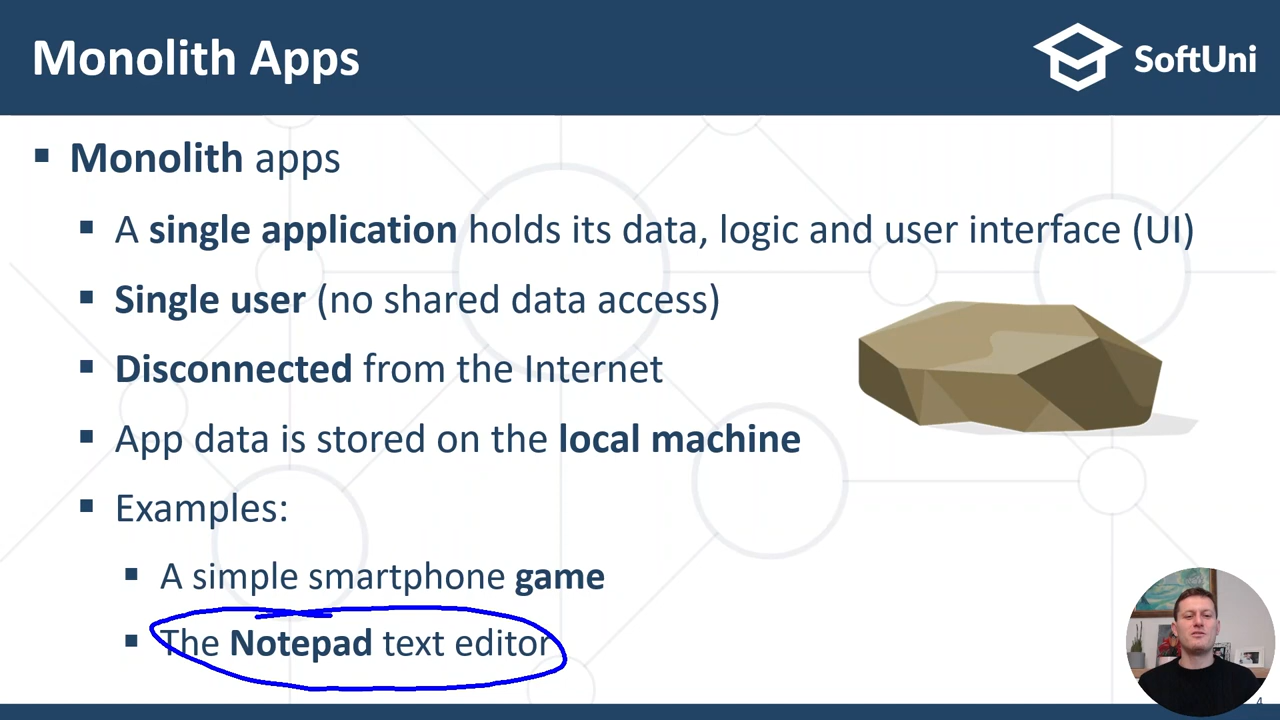 Monolith Apps
SoftUni
▪ Monolith apps
▪ A single application holds its data, logic and user interface (UI)
▪ Single user (no shared data access)
▪ Disconnected from the Internet
▪ App data is stored on the local machine
▪ Examples:
▪ A simple smartphone game
▪ The Notepad text editor
4